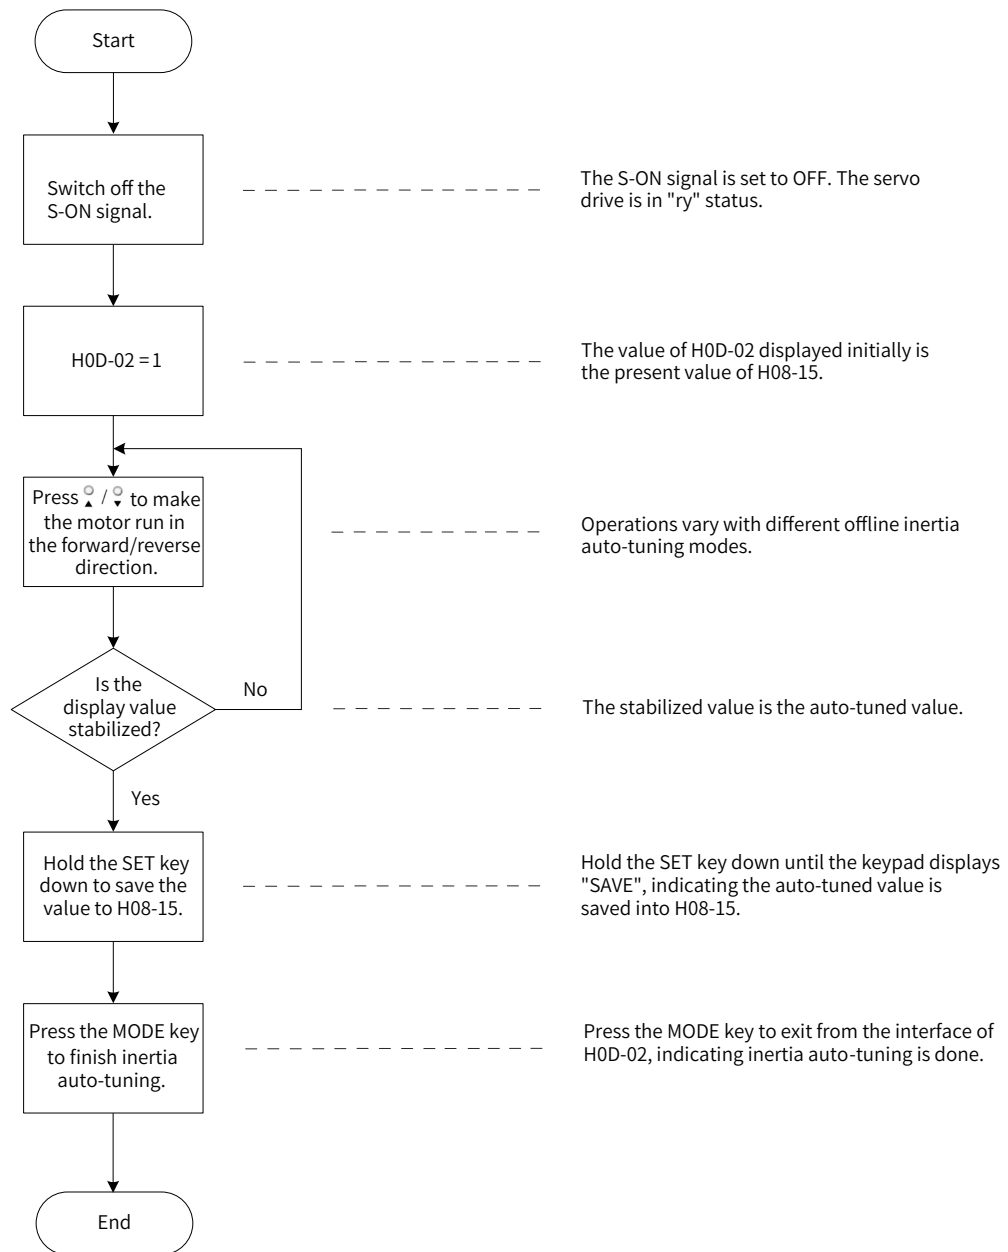 Start
Switch off the
S-ON signal.
The S-ON signal is set to OFF. The servo
drive is in "ry" status.
H0D-02 = 1
The value of H0D-02 displayed initially is
the present value of H08-15.
Press / to make
the motor run in
the forward/reverse
direction.
Operations vary with different offline inertia
auto-tuning modes.
Is the
display value
stabilized?
No
The stabilized value is the auto-tuned value.
Yes
Hold the SET key
down to save the
value to H08-15.
Hold the SET key down until the keypad displays
"SAVE", indicating the auto-tuned value is
saved into H08-15.
Press the MODE key
to finish inertia
auto-tuning.
Press the MODE key to exit from the interface of
H0D-02, indicating inertia auto-tuning is done.
End